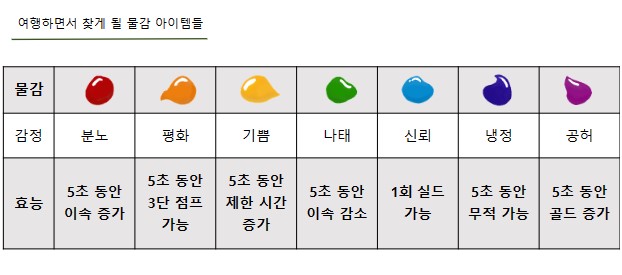 여행하면서 찾게 될 물감 아이템들
물감
감정 분노 평화 기쁨 나태 신뢰 냉정 공허
효능
5초 동안
이속 증가
5초 동안
3단 점프
가능
5초 동안
제한 시간
증가
5초 동안
이속 감소
1회 실드
가능
5초 동안
무적 가능
5초 동안
골드 증가